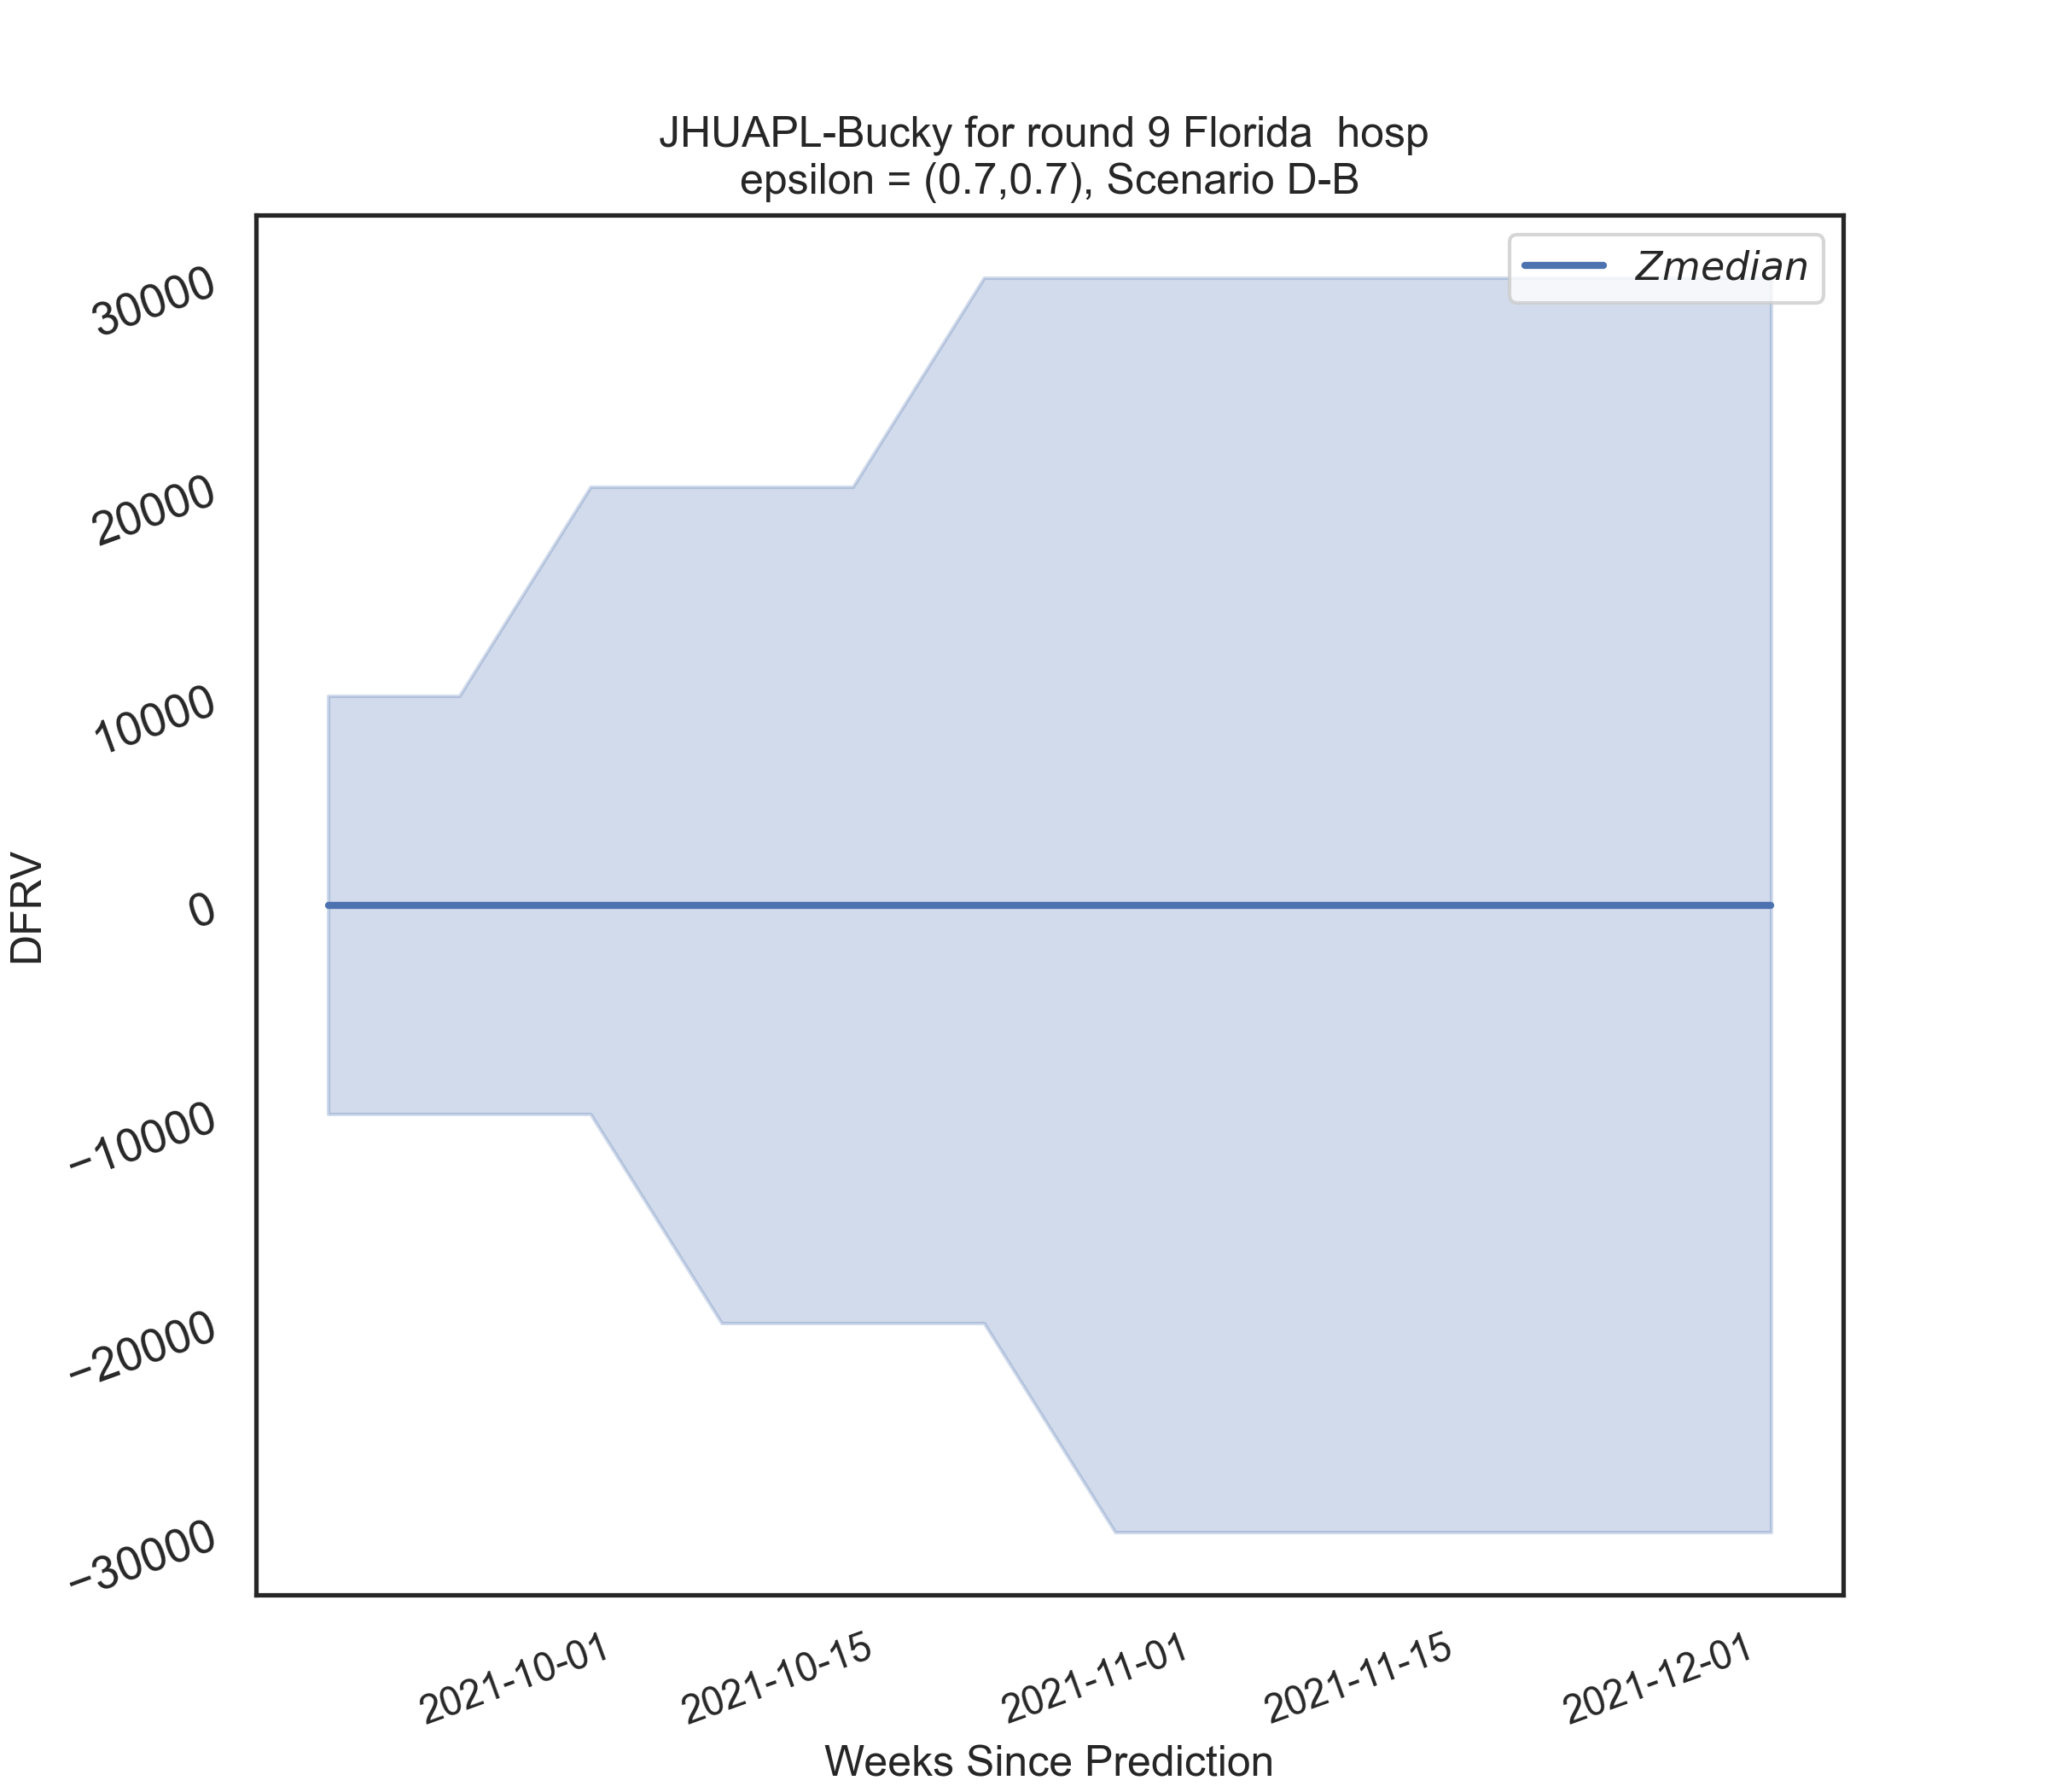 JHUAPL-Bucky for round 9 Florida  hosp
epsilon = (0.7,0.7), Scenario D-B
Zmedian
30000
20000
10000
0
−10000
−20000
−30000
DFRV
2021-10-01
2021-10-15
2021-11-01
2021-11-15
2021-12-01
Weeks Since Prediction